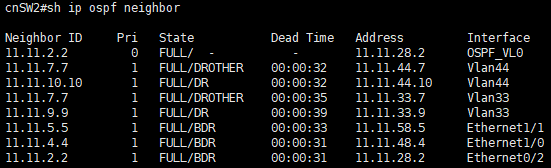 cnSW2#sh ip ospf neighbor
Neighbor ID     Pri   State           Dead Time   Address         Interface
11.11.2.2         0   FULL/  -           -        11.11.28.2      OSPF_VL0
11.11.7.7         1   FULL/DROTHER    00:00:32    11.11.44.7      Vlan44
11.11.10.10       1   FULL/DR         00:00:32    11.11.44.10     Vlan44
11.11.7.7         1   FULL/DROTHER    00:00:35    11.11.33.7      Vlan33
11.11.9.9         1   FULL/DR         00:00:39    11.11.33.9      Vlan33
11.11.5.5         1   FULL/BDR        00:00:33    11.11.58.5      Ethernet1/1
11.11.4.4         1   FULL/BDR        00:00:31    11.11.48.4      Ethernet1/0
11.11.2.2         1   FULL/BDR        00:00:31    11.11.28.2      Ethernet0/2